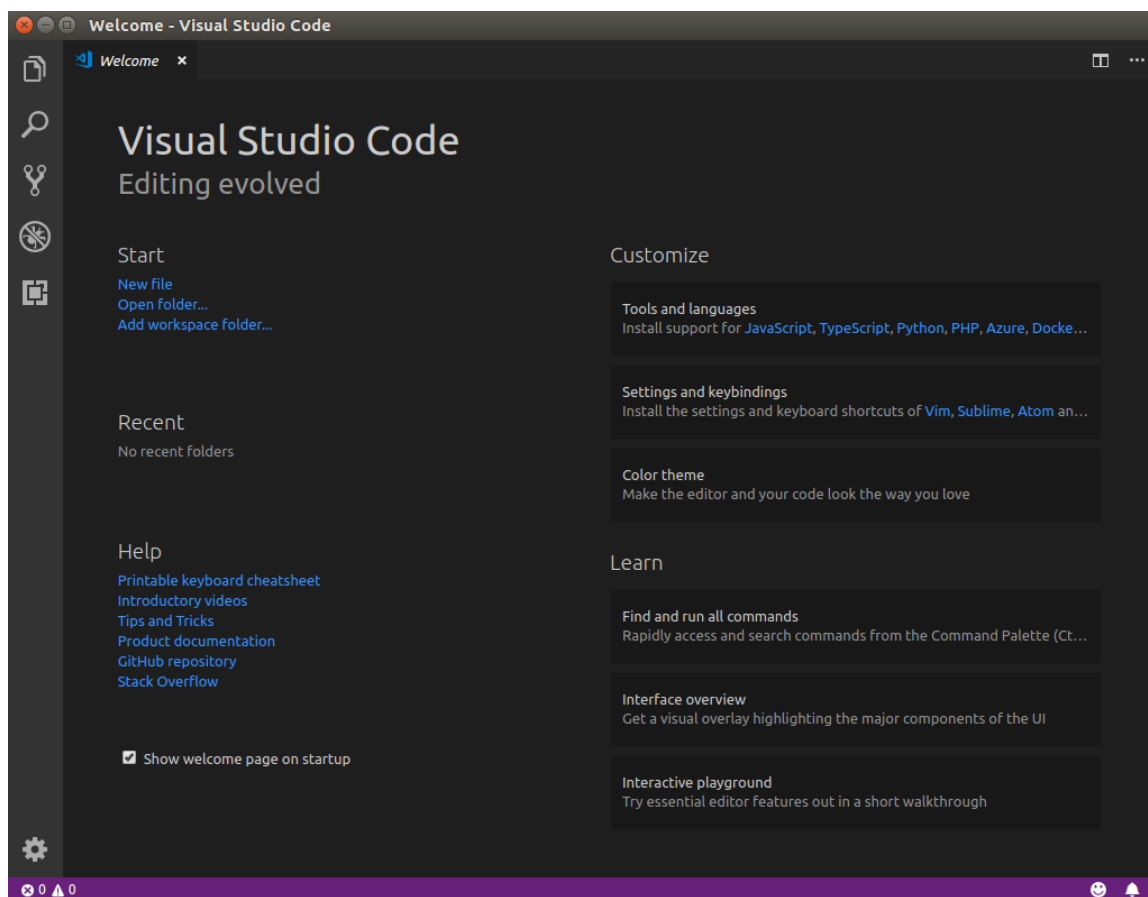 Welcome - Visual Studio Code
Welcome
Visual Studio Code
Editing evolved
Start
New file
Open folder...
Add workspace folder...
Recent
No recent folders
Help
Printable keyboard cheatsheet
Introductory videos
Tips and Tricks
Product documentation
GitHub repository
Stack Overflow
Show welcome page on startup
Customize
Tools and languages
Install support for JavaScript, TypeScript, Python, PHP, Azure, Docke...
Settings and keybindings
Install the settings and keyboard shortcuts of Vim, Sublime, Atom an...
Color theme
Make the editor and your code look the way you love
Learn
Find and run all commands
Rapidly access and search commands from the Command Palette (Ct...
Interface overview
Get a visual overlay highlighting the major components of the UI
Interactive playground
Try essential editor features out in a short walkthrough
0 0